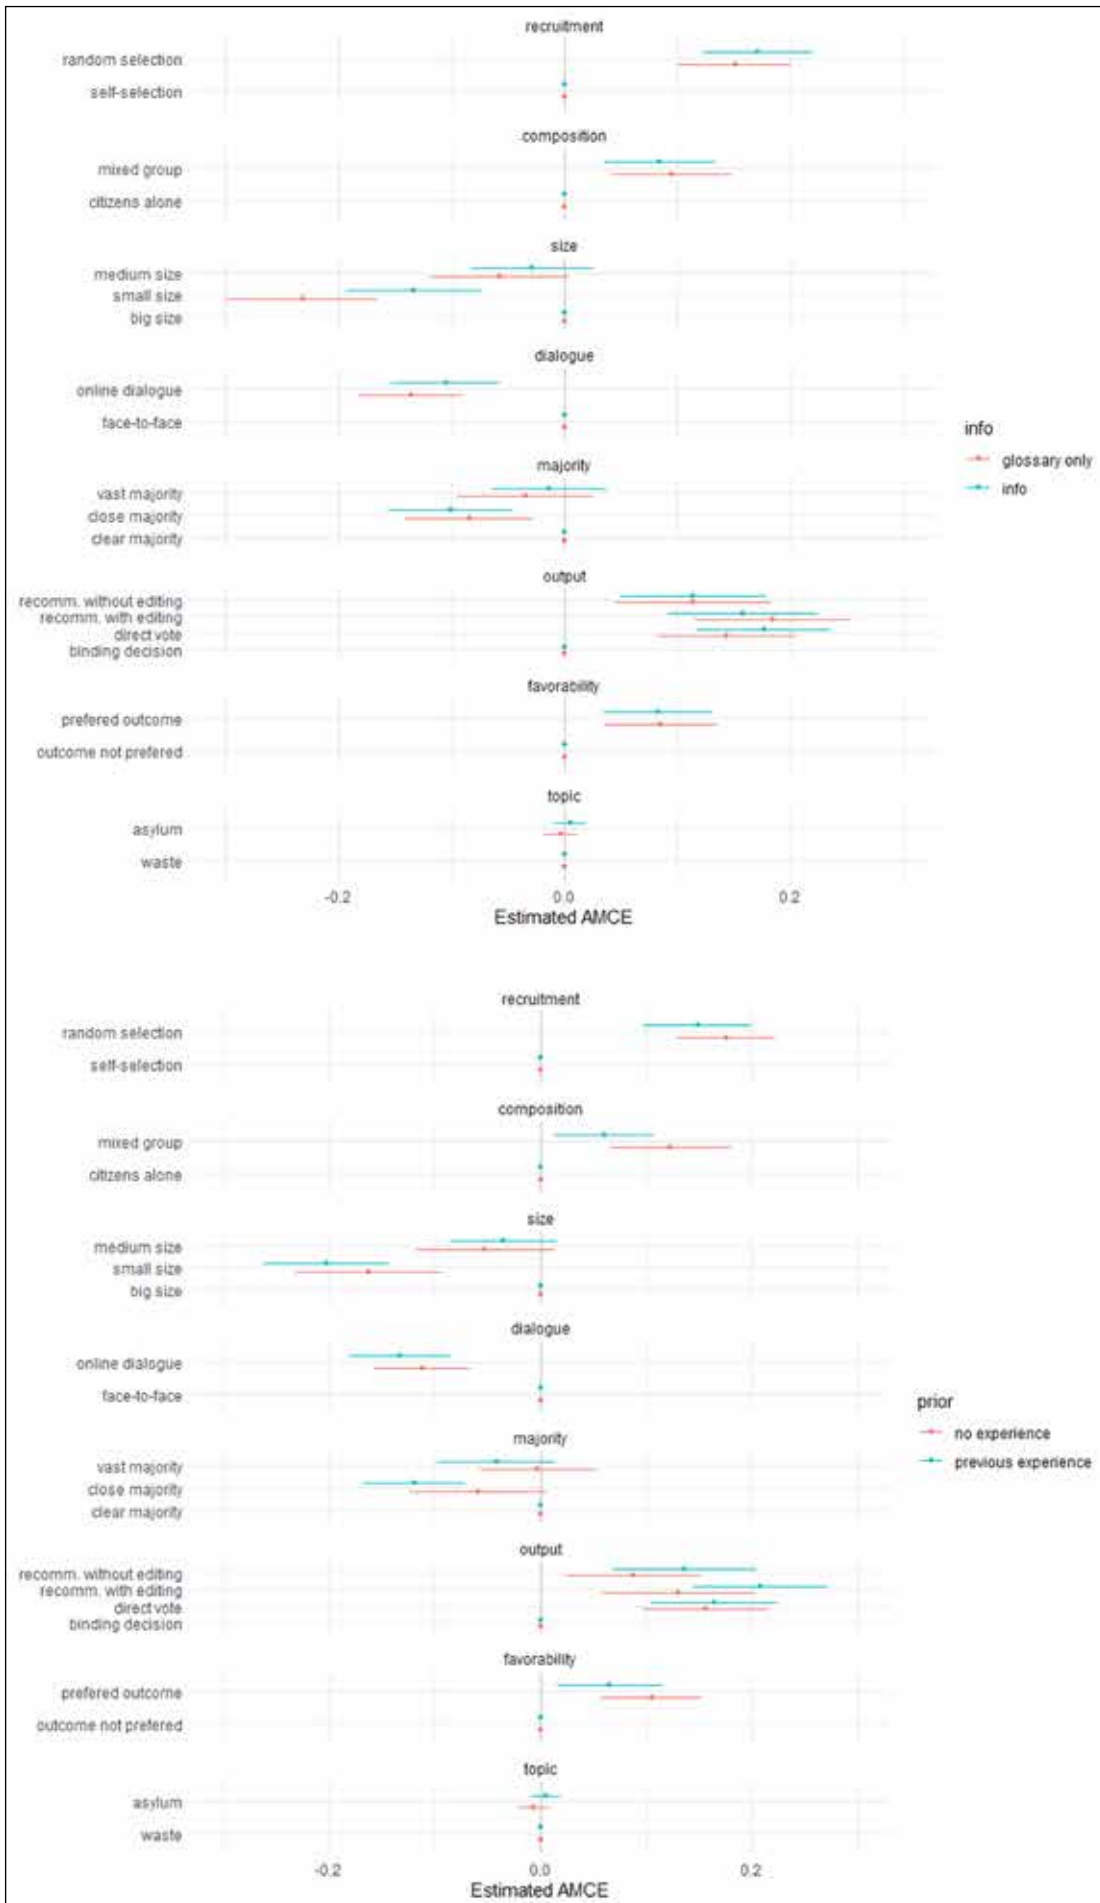 recruitment
random selection
self-selection
composition
mixed group
citizens alone
size
medium size
small size
big size
dialogue
online dialogue
face-to-face
majority
vast majority
close majority
clear majority
output
recomm. without editing
recomm. with editing
direct vote
binding decision
favorability
prefered outcome
outcome not prefered
topic
asylum
waste
-0.2 0.0 0.2
Estimated AMCE
info
glossary only
info
recruitment
random selection
self-selection
composition
mixed group
citizens alone
size
medium size
small size
big size
dialogue
online dialogue
face-to-face
majority
vast majority
close majority
clear majority
output
recomm. without editing
recomm. with editing
direct vote
binding decision
favorability
prefered outcome
outcome not prefered
topic
asylum
waste
-0.2 0.0 0.2
Estimated AMCE
prior
no experience
previous experience